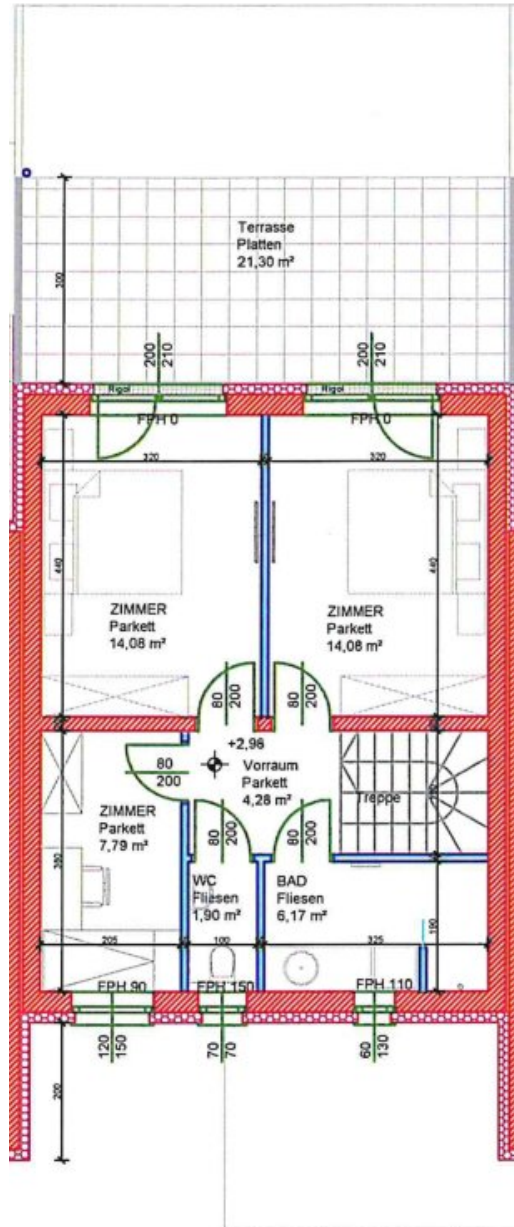 Terrasse
Platten
21,30 m²
300
200
210
200
210
Rigol
Rigol
FPH 0
FPH 0
320
320
440
440
ZIMMER
Parkett
14,08 m²
ZIMMER
Parkett
14,08 m²
80
200
80
200
+2,98
Vorraum
Parkett
4,28 m²
80
200
Treppe
ZIMMER
Parkett
7,79 m²
80
200
80
200
380
WC
Fliesen
1,90 m²
BAD
Fliesen
6,17 m²
190
205
100
325
FPH 90
FPH 150
FPH 110
120
150
70
70
60
130
200